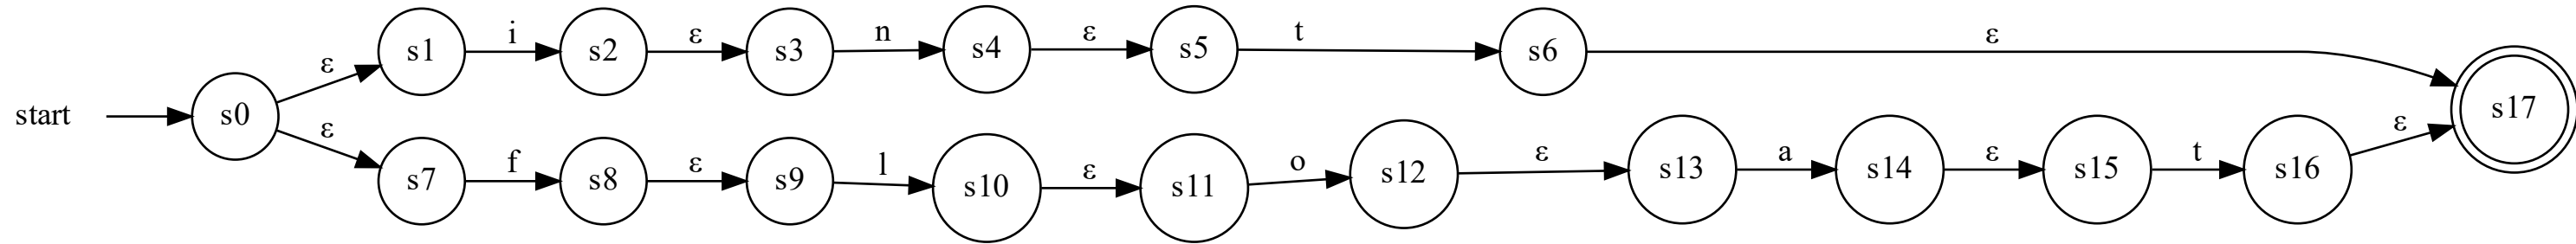 start s0 ε s1 i s2 ε s3 n s4 ε s5 t s6 ε s17
ε s7 f s8 ε s9 l s10 ε s11 o s12 ε s13 a s14 ε s15 t s16 ε